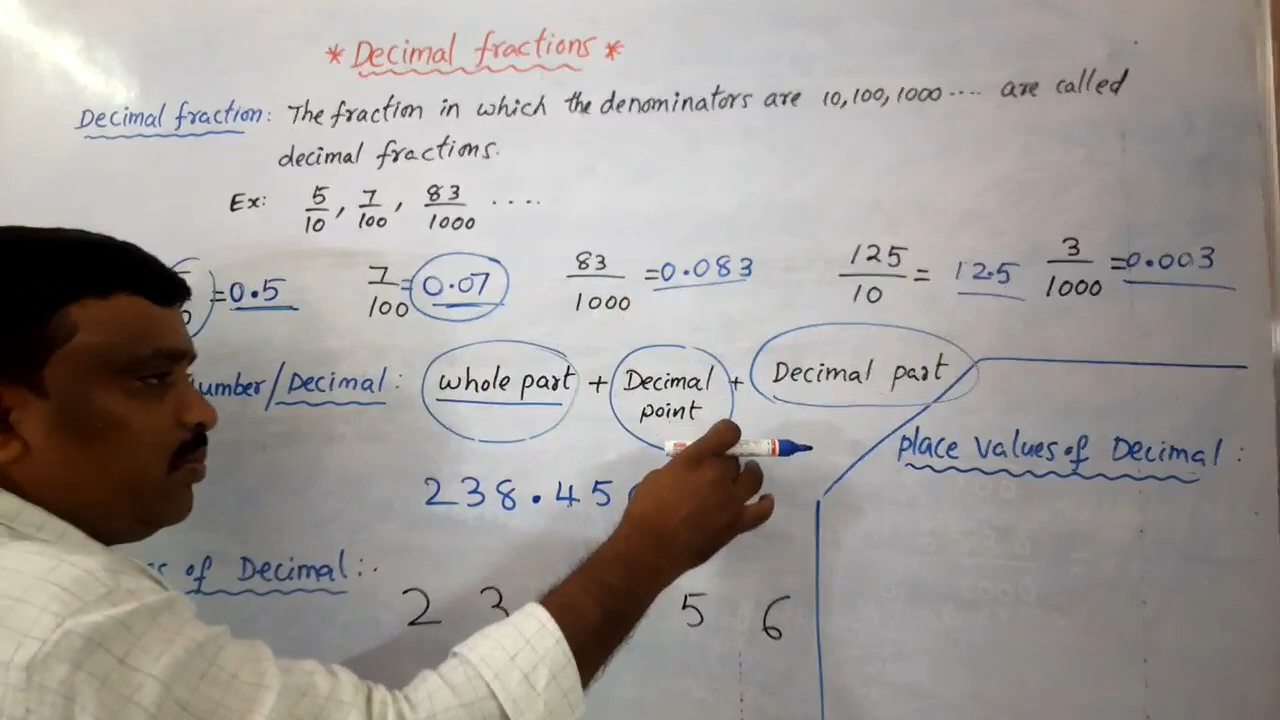 * Decimal fractions *
Decimal fraction: The fraction in which the denominators are 10, 100, 1000 .... are called
decimal fractions.
Ex: 5/10, 7/100, 83/1000 ....
=0.5 7/100 = 0.07 83/1000 =0.083 125/10 = 12.5 3/1000 =0.003
umber/Decimal: whole part + Decimal point + Decimal part
place values of Decimal:
238.45
of Decimal:
2 3 5 6